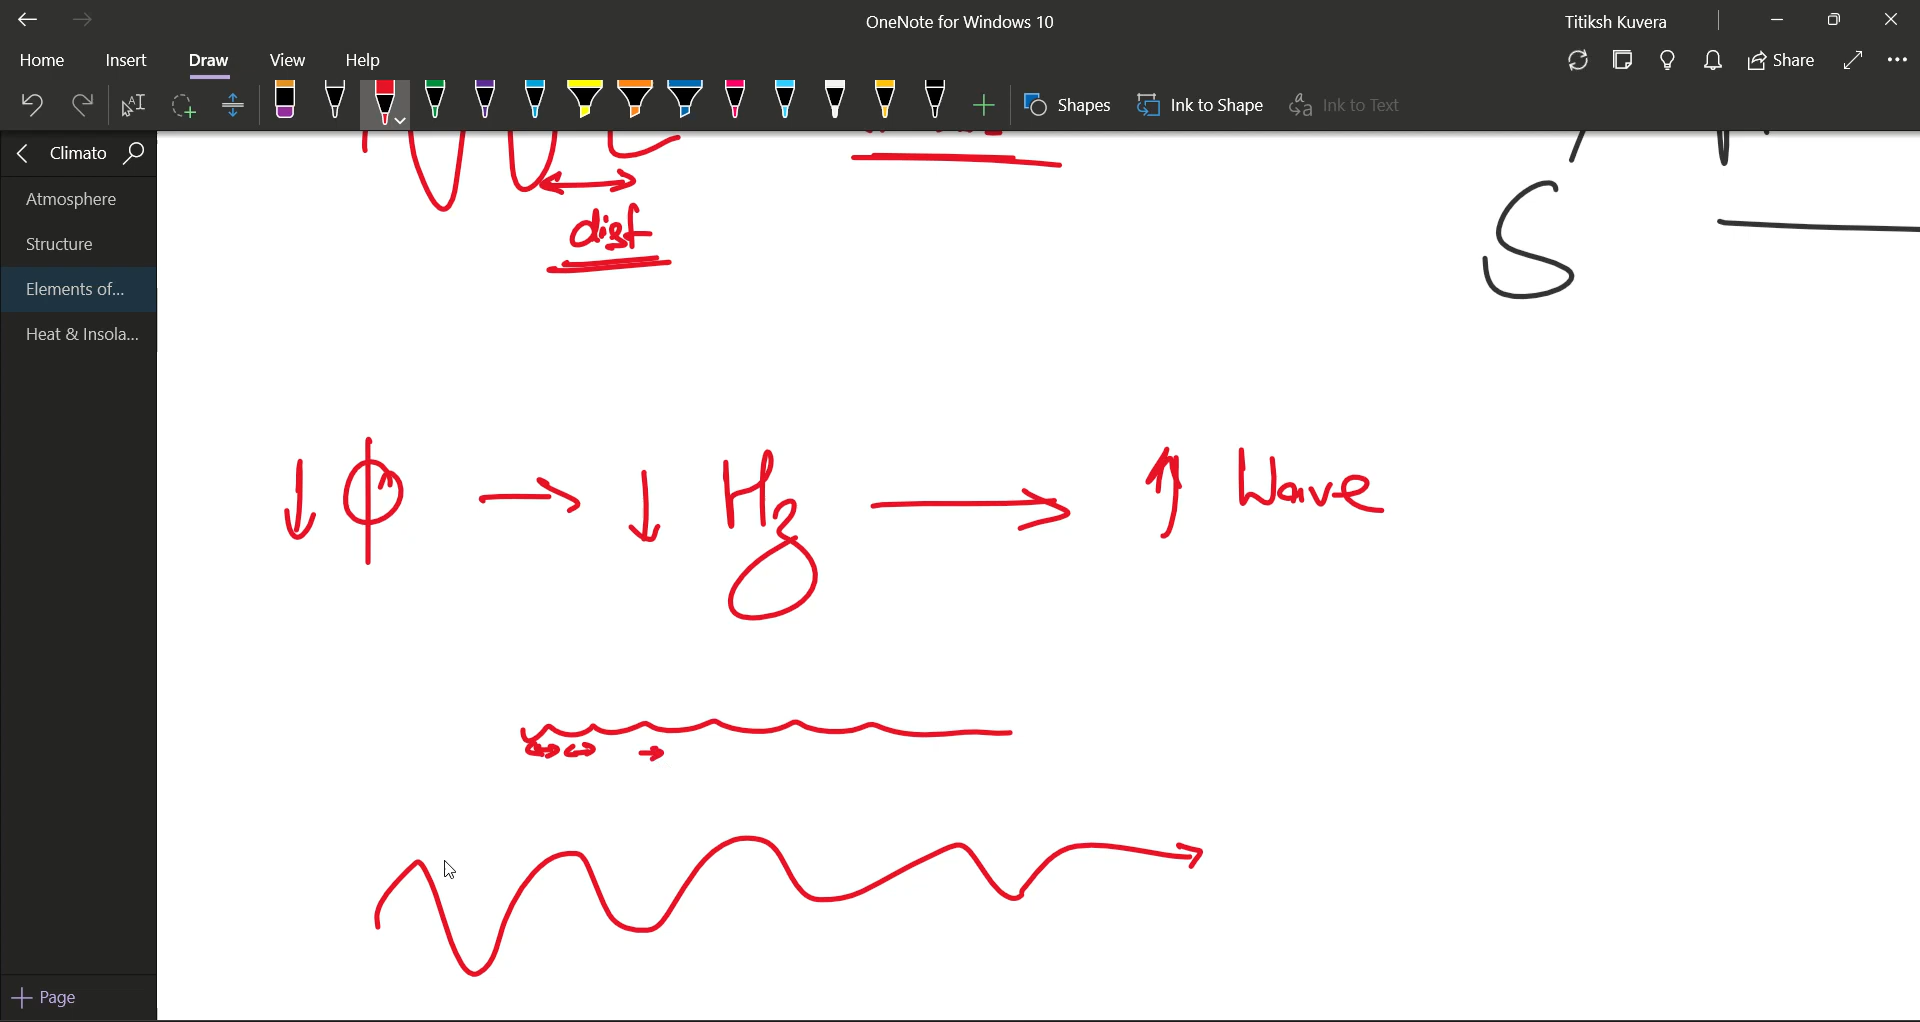 OneNote for Windows 10
Titiksh Kuvera
Home Insert Draw View Help
Share
Shapes Ink to Shape Ink to Text
Climato
Atmosphere
Structure
Elements of...
Heat & Insola...
dist
S
↓ ϕ → ↓ Hz → ↑ Wave
Page